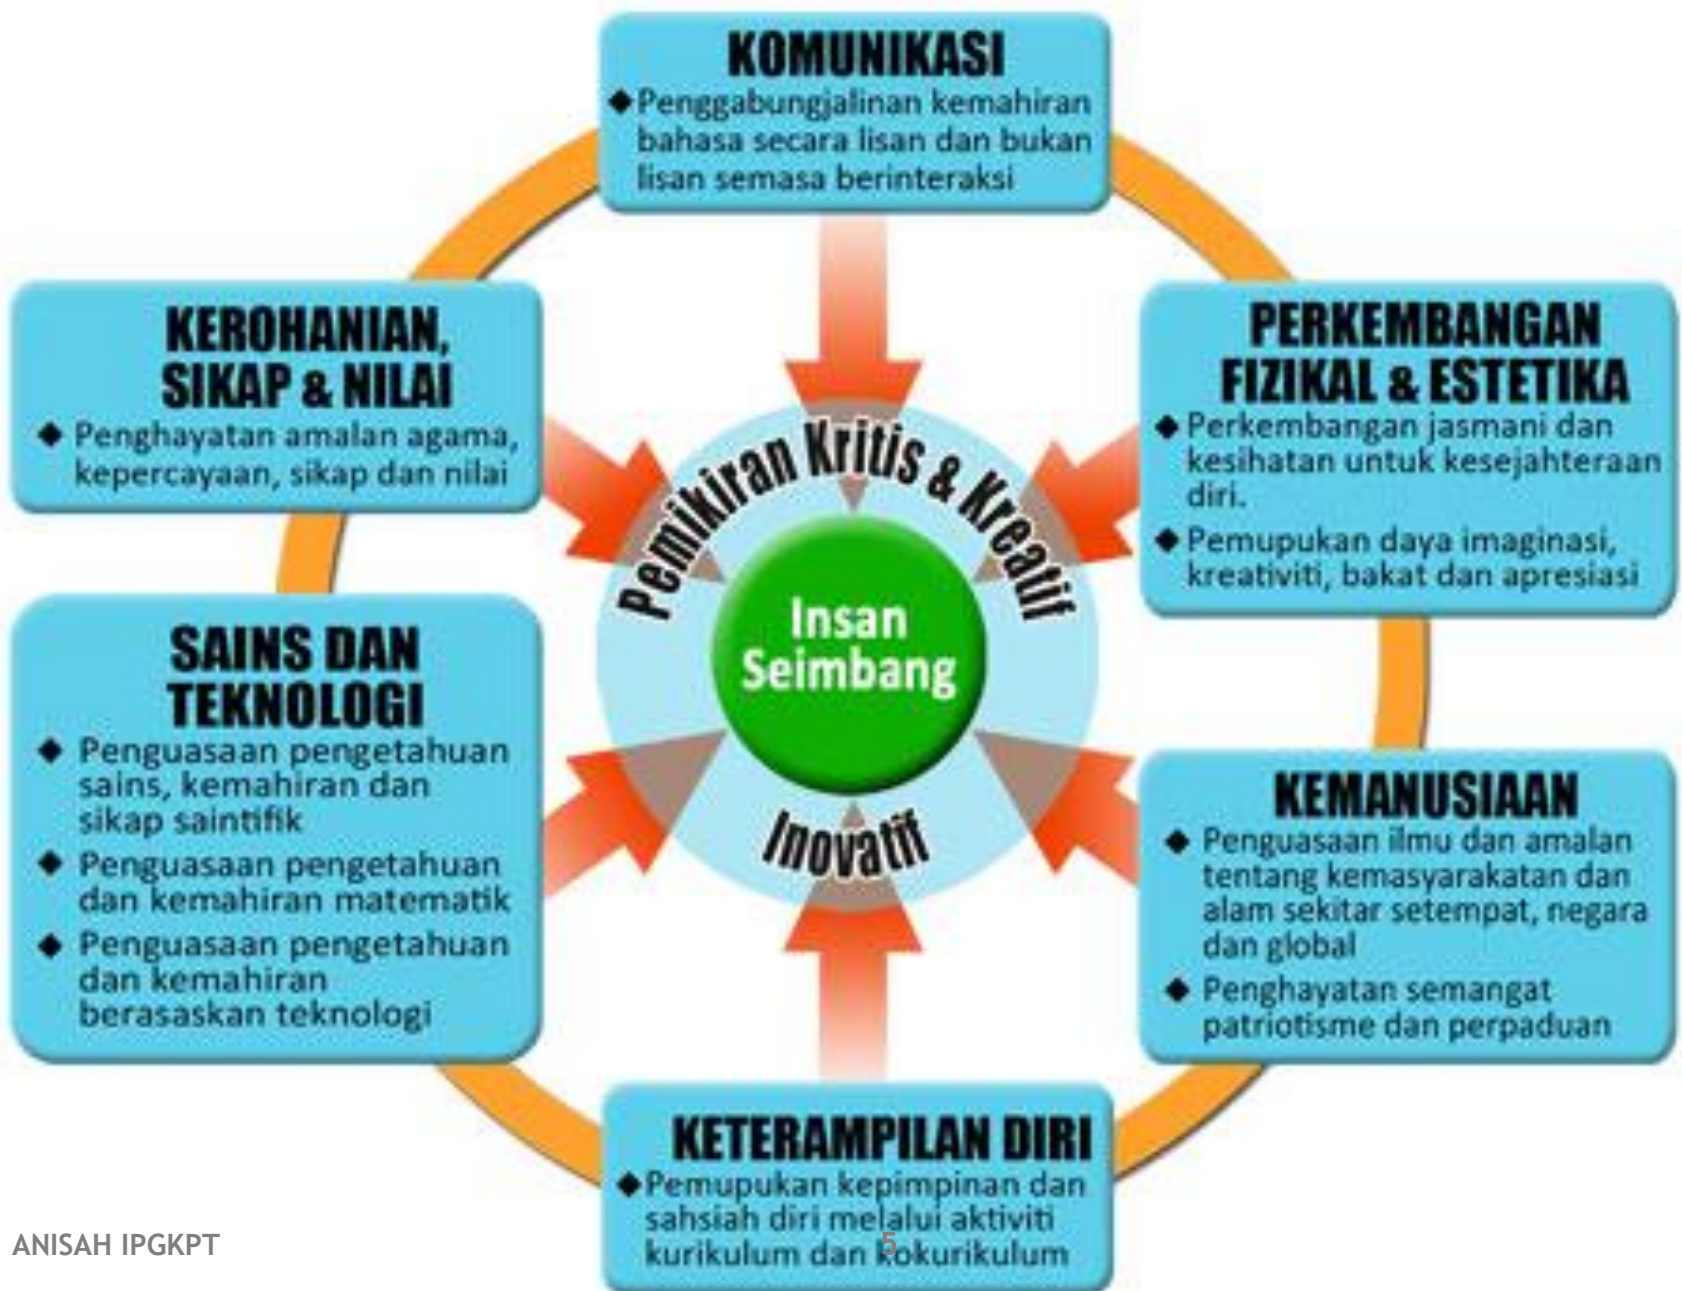 KOMUNIKASI
◆ Penggabungjalinan kemahiran
bahasa secara lisan dan bukan
lisan semasa berinteraksi
KEROHANIAN,
SIKAP & NILAI
◆ Penghayatan amalan agama,
kepercayaan, sikap dan nilai
PERKEMBANGAN
FIZIKAL & ESTETIKA
◆ Perkembangan jasmani dan
kesihatan untuk kesejahteraan
diri.
◆ Pemupukan daya imaginasi,
kreativiti, bakat dan apresiasi
Pemikiran Kritis & Kreatif
Insan
Seimbang
Inovatif
SAINS DAN
TEKNOLOGI
◆ Penguasaan pengetahuan
sains, kemahiran dan
sikap saintifik
◆ Penguasaan pengetahuan
dan kemahiran matematik
◆ Penguasaan pengetahuan
dan kemahiran
berasaskan teknologi
KEMANUSIAAN
◆ Penguasaan ilmu dan amalan
tentang kemasyarakatan dan
alam sekitar setempat, negara
dan global
◆ Penghayatan semangat
patriotisme dan perpaduan
KETERAMPILAN DIRI
◆ Pemupukan kepimpinan dan
sahsiah diri melalui aktiviti
kurikulum dan kokurikulum
ANISAH IPGKPT
5